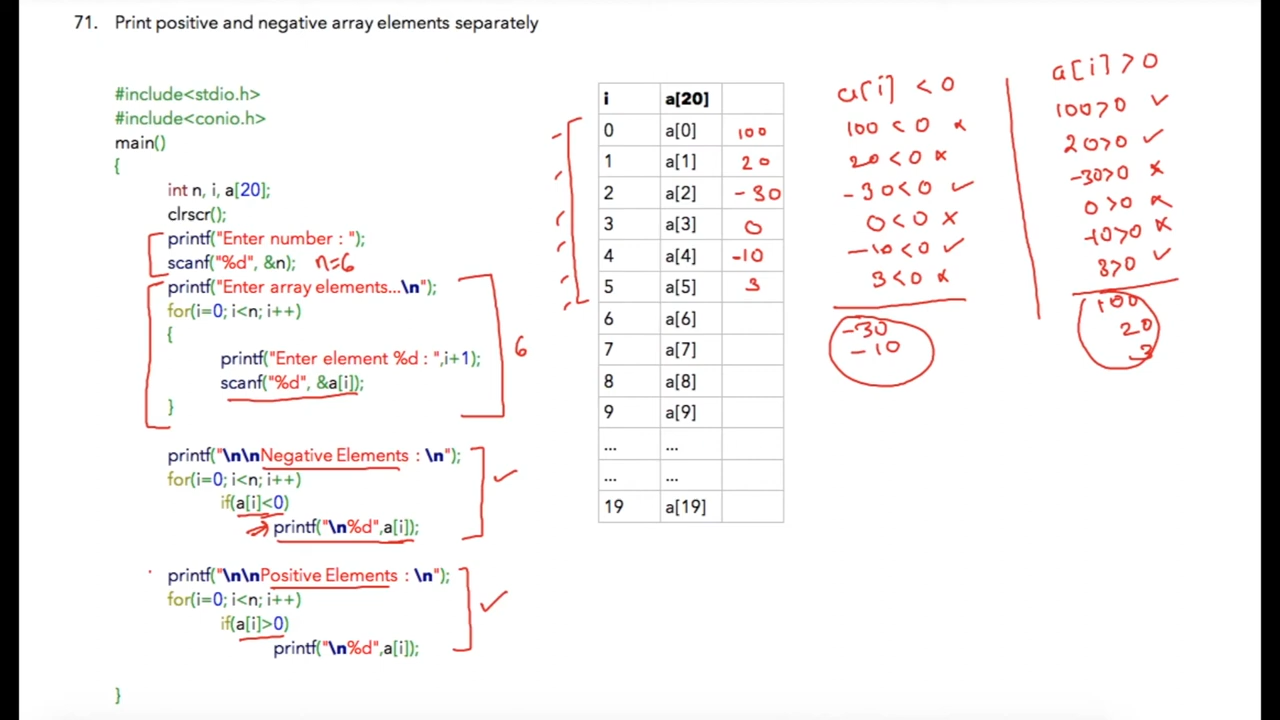 71. Print positive and negative array elements separately
#include<stdio.h>
#include<conio.h>
main()
{
int n, i, a[20];
clrscr();
printf("Enter number : ");
scanf("%d", &n); n=6
printf("Enter array elements...\n");
for(i=0; i<n; i++)
{
printf("Enter element %d : ",i+1);
scanf("%d", &a[i]);
}
6
printf("\n\nNegative Elements : \n");
for(i=0; i<n; i++)
if(a[i]<0)
printf("\n%d",a[i]);
printf("\n\nPositive Elements : \n");
for(i=0; i<n; i++)
if(a[i]>0)
printf("\n%d",a[i]);
}
i a[20]
0 a[0] 100
1 a[1] 20
2 a[2] -30
3 a[3] 0
4 a[4] -10
5 a[5] 3
6 a[6]
7 a[7]
8 a[8]
9 a[9]
... ...
... ...
19 a[19]
a[i] < 0
100 < 0 ×
20 < 0 ×
-30 < 0 ✓
0 < 0 ×
-10 < 0 ✓
3 < 0 ×
-30
-10
a[i] > 0
100 > 0 ✓
20 > 0 ✓
-30 > 0 ×
0 > 0 ×
-10 > 0 ×
3 > 0 ✓
100
20
3